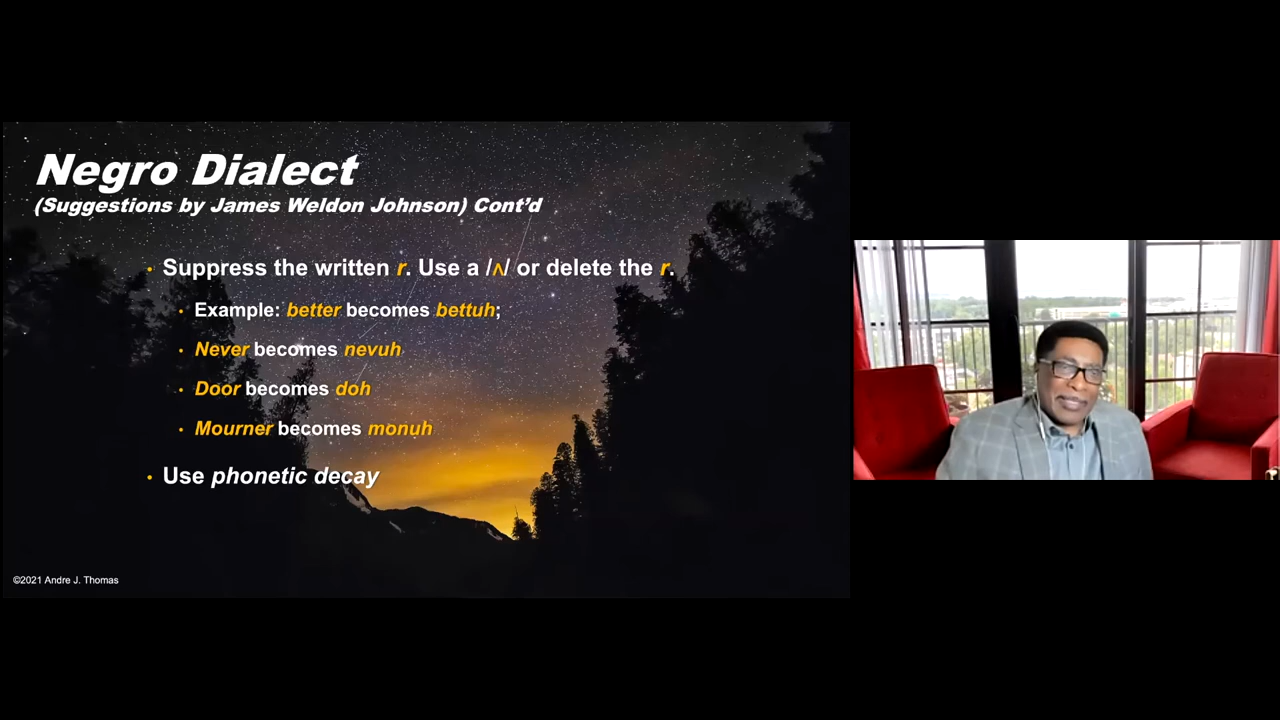 Negro Dialect
(Suggestions by James Weldon Johnson) Cont'd
• Suppress the written r. Use a /ʌ/ or delete the r.
• Example: better becomes bettuh;
• Never becomes nevuh
• Door becomes doh
• Mourner becomes monuh
• Use phonetic decay
©2021 Andre J. Thomas